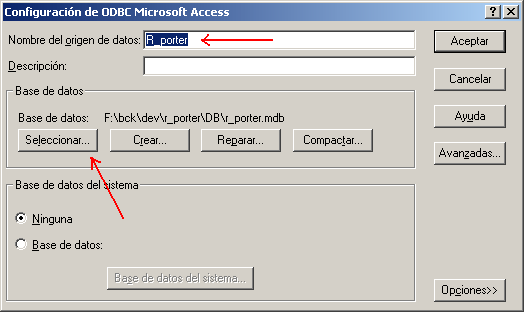 Configuración de ODBC Microsoft Access
Nombre del origen de datos: R_porter
Aceptar
Descripción:
Cancelar
Base de datos
Base de datos: F:\bck\dev\r_porter\DB\r_porter.mdb
Ayuda
Seleccionar... Crear... Reparar... Compactar...
Avanzadas...
Base de datos del sistema
Ninguna
Base de datos:
Base de datos del sistema...
Opciones>>